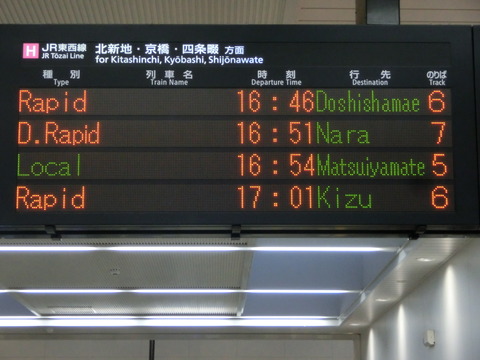 H JR東西線 北新地・京橋・四条畷 方面
JR Tōzai Line for Kitashinchi, Kyōbashi, Shijōnawate
種別 列車名 時刻 行先 のりば
Type Train Name Departure Time Destination Track
Rapid 16:46 Doshishamae 6
D.Rapid 16:51 Nara 7
Local 16:54 Matsuiyamate 5
Rapid 17:01 Kizu 6